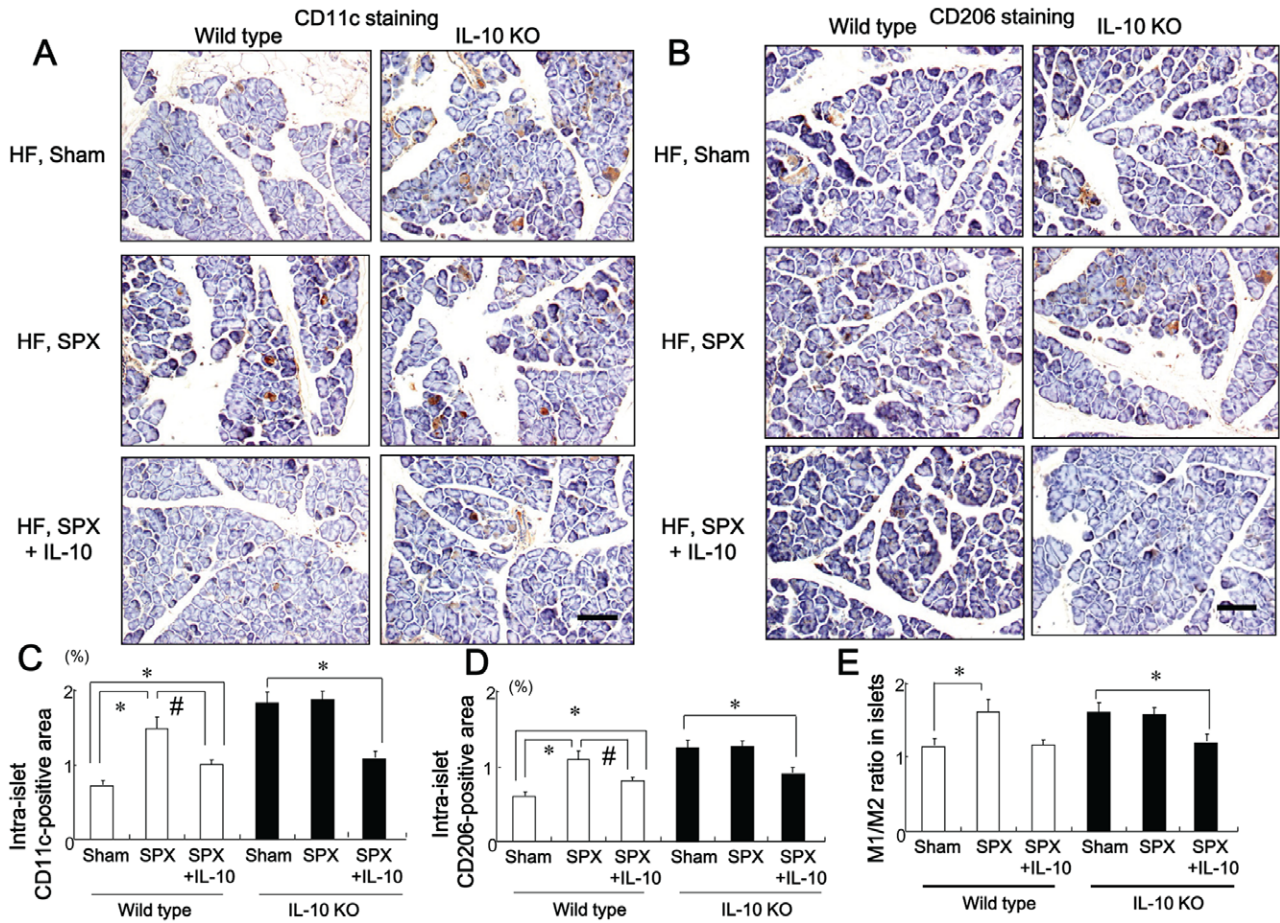 CD11c staining
Wild type IL-10 KO
A
HF, Sham
HF, SPX
HF, SPX
+ IL-10
CD206 staining
Wild type IL-10 KO
B
HF, Sham
HF, SPX
HF, SPX
+ IL-10
C
(%)
Intra-islet
CD11c-positive area
2
1
0
* * # *
Sham SPX SPX Sham SPX SPX
+IL-10 +IL-10
Wild type IL-10 KO
D
(%)
Intra-islet
CD206-positive area
2
1
0
* * # *
Sham SPX SPX Sham SPX SPX
+IL-10 +IL-10
Wild type IL-10 KO
E
M1/M2 ratio in islets
2
1
0
* *
Sham SPX SPX Sham SPX SPX
+IL-10 +IL-10
Wild type IL-10 KO